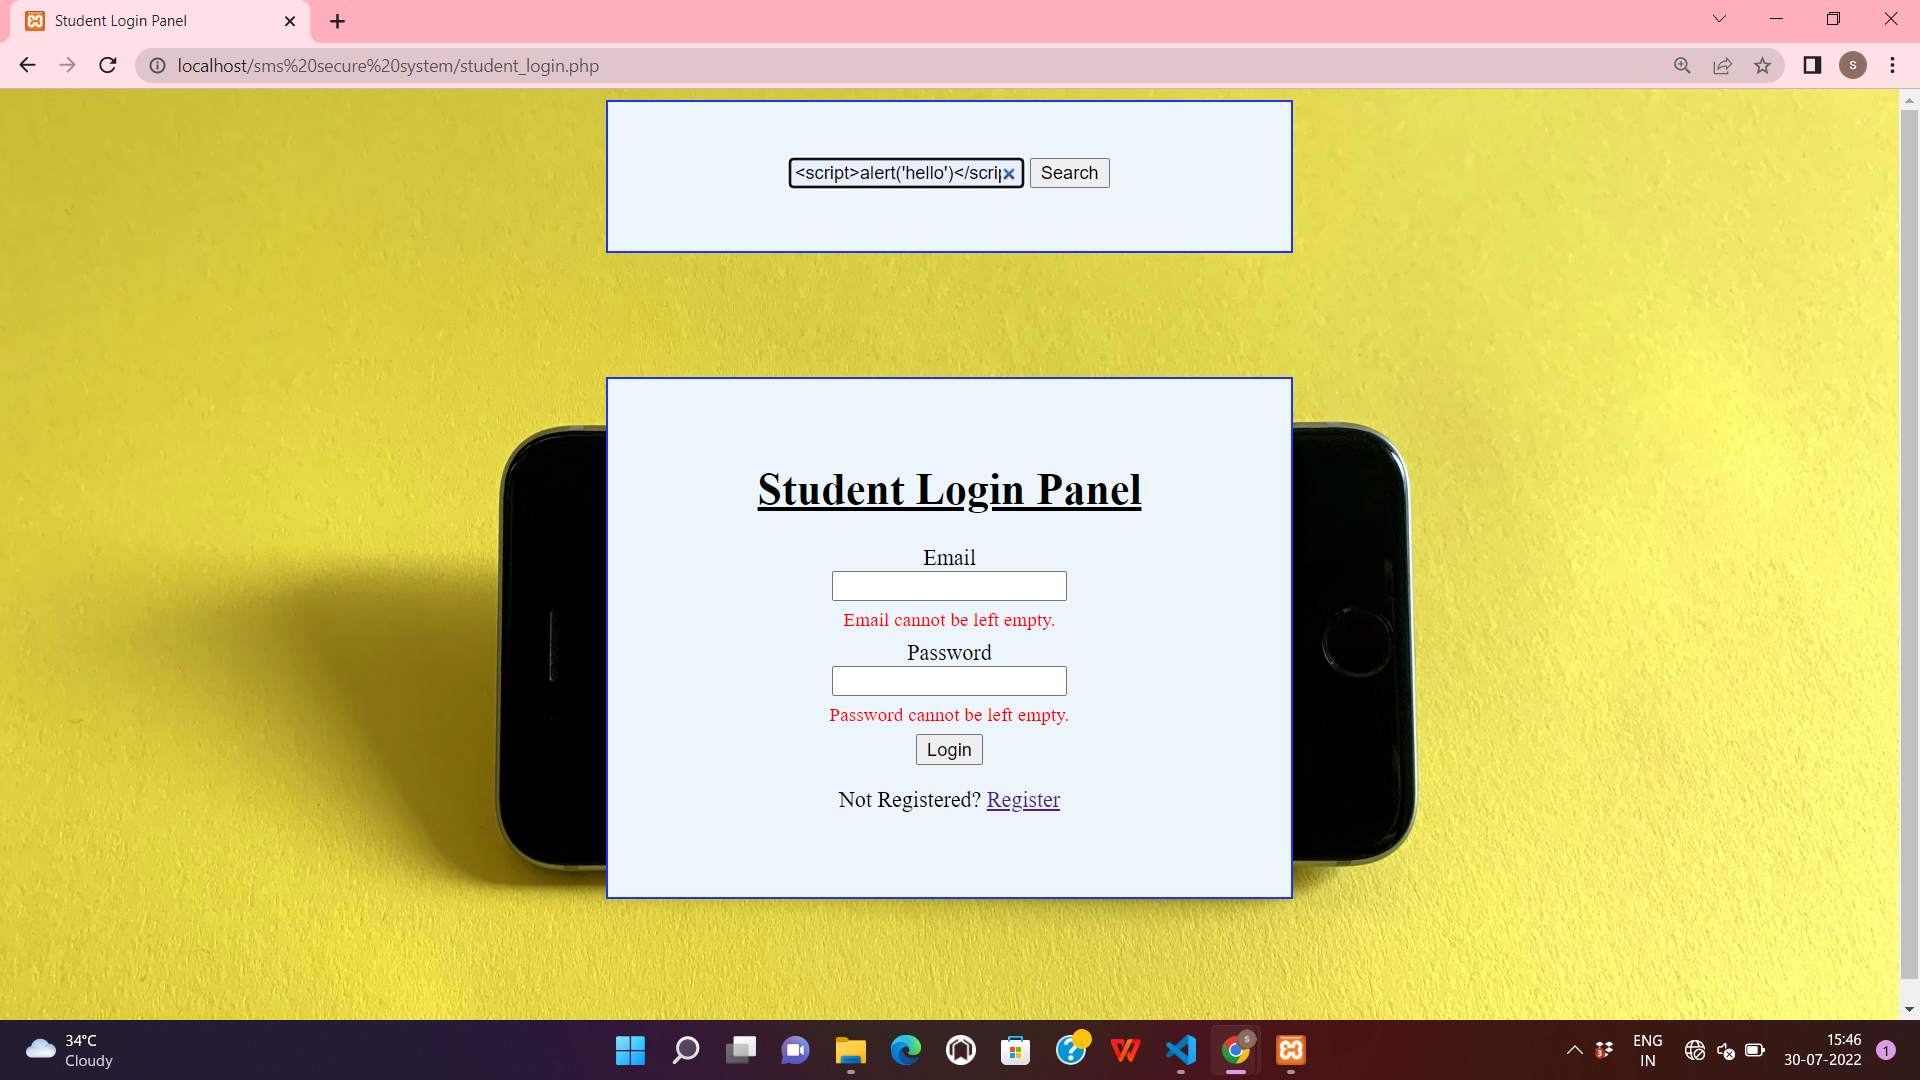 Student Login Panel
localhost/sms%20secure%20system/student_login.php
S
<script>alert('hello')</scrip
Search
Student Login Panel
Email
Email cannot be left empty.
Password
Password cannot be left empty.
Login
Not Registered? Register
34°C
Cloudy
S
3
ENG
IN
15:46
30-07-2022
1